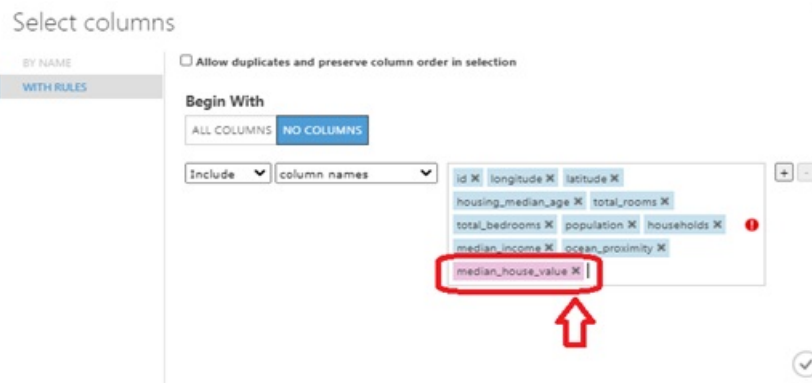 Select columns
BY NAME
WITH RULES
Allow duplicates and preserve column order in selection
Begin With
ALL COLUMNS NO COLUMNS
Include column names
id longitude latitude
housing_median_age total_rooms
total_bedrooms population households
median_income ocean_proximity
median_house_value